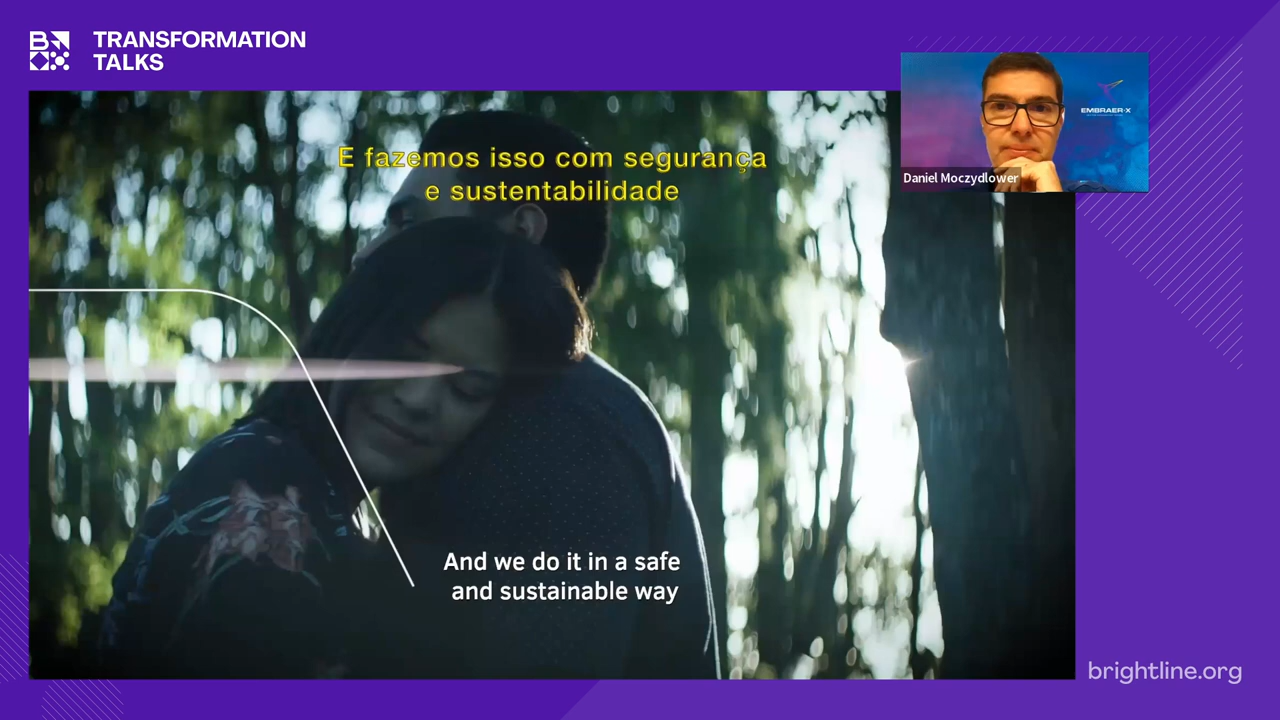 TRANSFORMATION
TALKS
EMBRAER-X
Daniel Moczydlower
E fazemos isso com segurança
e sustentabilidade
And we do it in a safe
and sustainable way
brightline.org